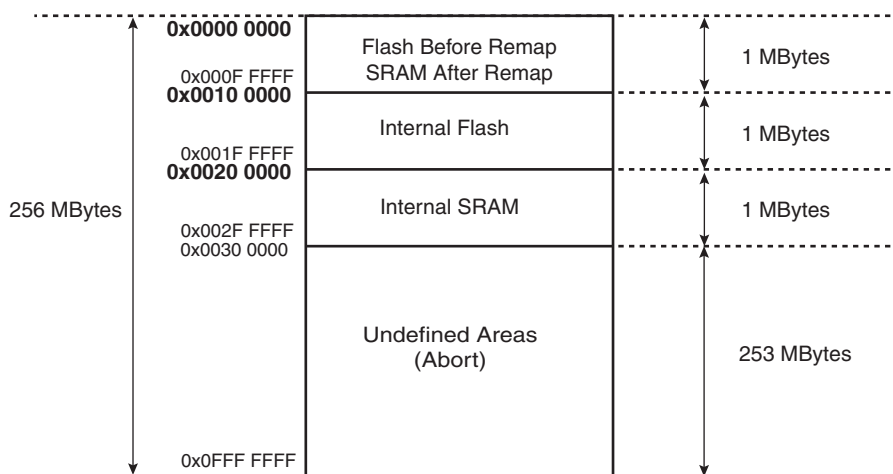 0x0000 0000
Flash Before Remap
SRAM After Remap
1 MBytes
0x000F FFFF
0x0010 0000
Internal Flash
1 MBytes
0x001F FFFF
0x0020 0000
256 MBytes
Internal SRAM
1 MBytes
0x002F FFFF
0x0030 0000
Undefined Areas
(Abort)
253 MBytes
0x0FFF FFFF